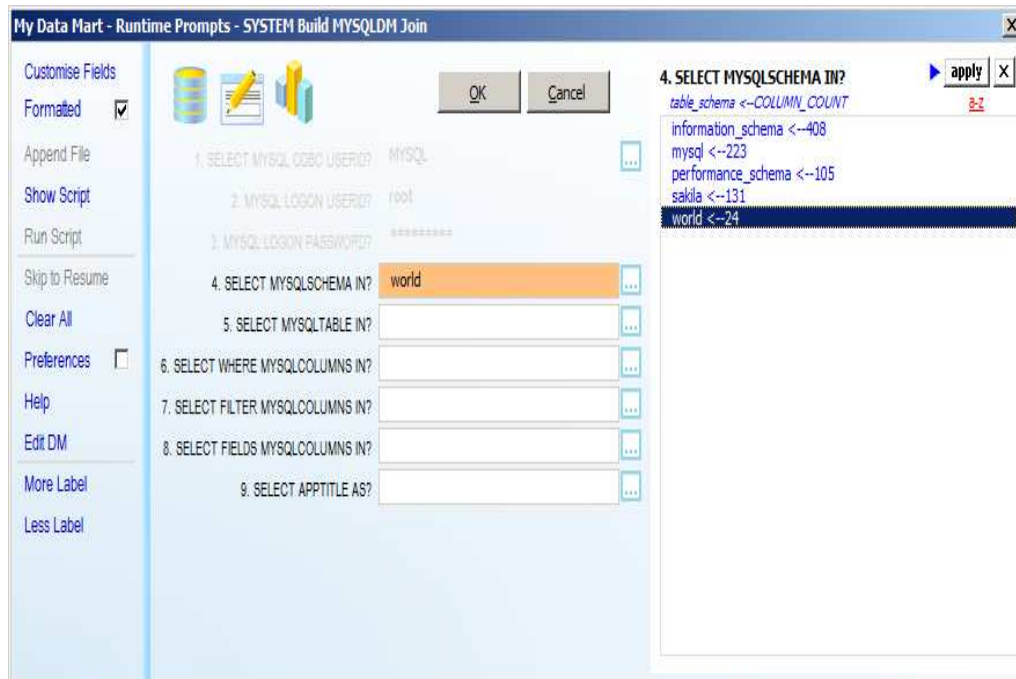 My Data Mart - Runtime Prompts - SYSTEM Build MYSQLDM Join
X
Customise Fields
Formatted
Append File
Show Script
Run Script
Skip to Resume
Clear All
Preferences
Help
Edit DM
More Label
Less Label
OK
Cancel
1. SELECT MYSQL ODBC USERID?
MYSQL
...
2. MYSQL LOGON USERID?
root
3. MYSQL LOGON PASSWORD?
*********
4. SELECT MYSQLSCHEMA IN?
world
...
5. SELECT MYSQLTABLE IN?
...
6. SELECT WHERE MYSQLCOLUMNS IN?
...
7. SELECT FILTER MYSQLCOLUMNS IN?
...
8. SELECT FIELDS MYSQLCOLUMNS IN?
...
9. SELECT APPTITLE AS?
...
4. SELECT MYSQLSCHEMA IN?
apply
X
table_schema <--COLUMN_COUNT
a-z
information_schema <--408
mysql <--223
performance_schema <--105
sakila <--131
world <--24